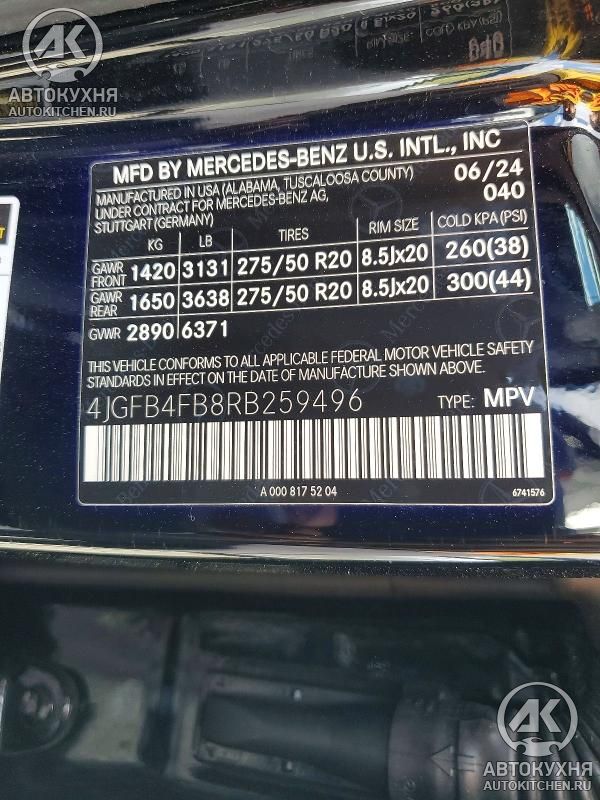 АК
АВТОКУХНЯ
AUTOKITCHEN.RU
MFD BY MERCEDES-BENZ U.S. INTL., INC
MANUFACTURED IN USA (ALABAMA, TUSCALOOSA COUNTY) 06/24
UNDER CONTRACT FOR MERCEDES-BENZ AG, 040
STUTTGART (GERMANY)
KG LB TIRES RIM SIZE COLD KPA (PSI)
GAWR FRONT 1420 3131 275/50 R20 8.5Jx20 260(38)
GAWR REAR 1650 3638 275/50 R20 8.5Jx20 300(44)
GVWR 2890 6371
THIS VEHICLE CONFORMS TO ALL APPLICABLE FEDERAL MOTOR VEHICLE SAFETY
STANDARDS IN EFFECT ON THE DATE OF MANUFACTURE SHOWN ABOVE.
4JGFB4FB8RB259496 TYPE: MPV
A 000 817 52 04 6741576
АК
АВТОКУХНЯ
AUTOKITCHEN.RU